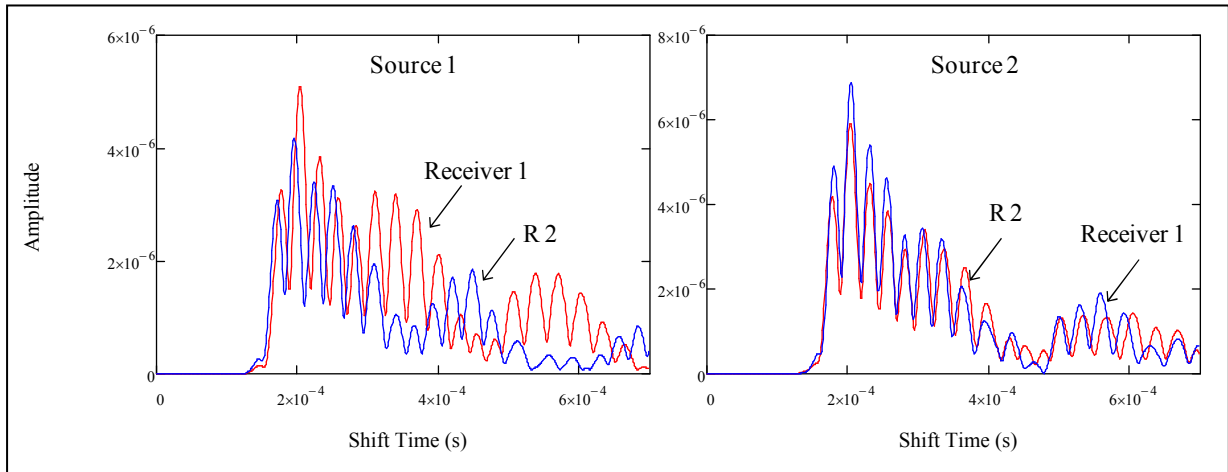 Source 1
Amplitude
6×10⁻⁶
4×10⁻⁶
2×10⁻⁶
0
Receiver 1
R 2
0
2×10⁻⁴
4×10⁻⁴
6×10⁻⁴
Shift Time (s)
Source 2
8×10⁻⁶
6×10⁻⁶
4×10⁻⁶
2×10⁻⁶
0
R 2
Receiver 1
0
2×10⁻⁴
4×10⁻⁴
6×10⁻⁴
Shift Time (s)